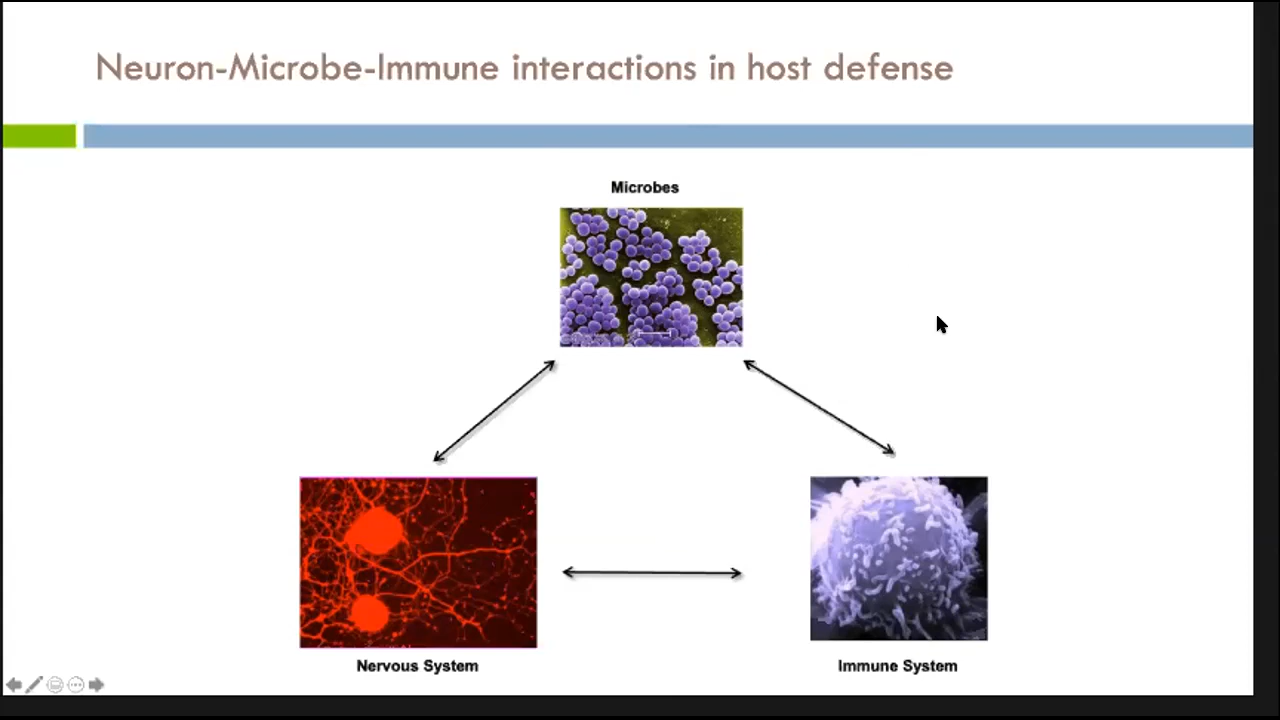 Neuron-Microbe-Immune interactions in host defense
Microbes
Nervous System
Immune System